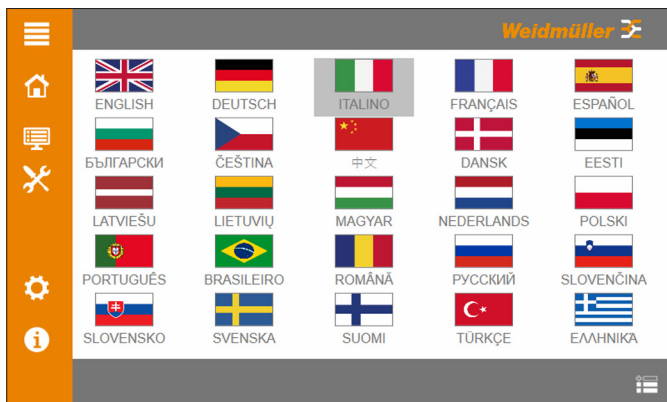 Weidmüller
ENGLISH DEUTSCH ITALINO FRANÇAIS ESPAÑOL
БЪЛГАРСКИ ČEŠTINA 中文 DANSK EESTI
LATVIEŠU LIETUVIŲ MAGYAR NEDERLANDS POLSKI
PORTUGUÊS BRASILEIRO ROMÂNĂ РУССКИЙ SLOVENČINA
SLOVENSKO SVENSKA SUOMI TÜRKÇE ΕΛΛΗΝΙΚΆ